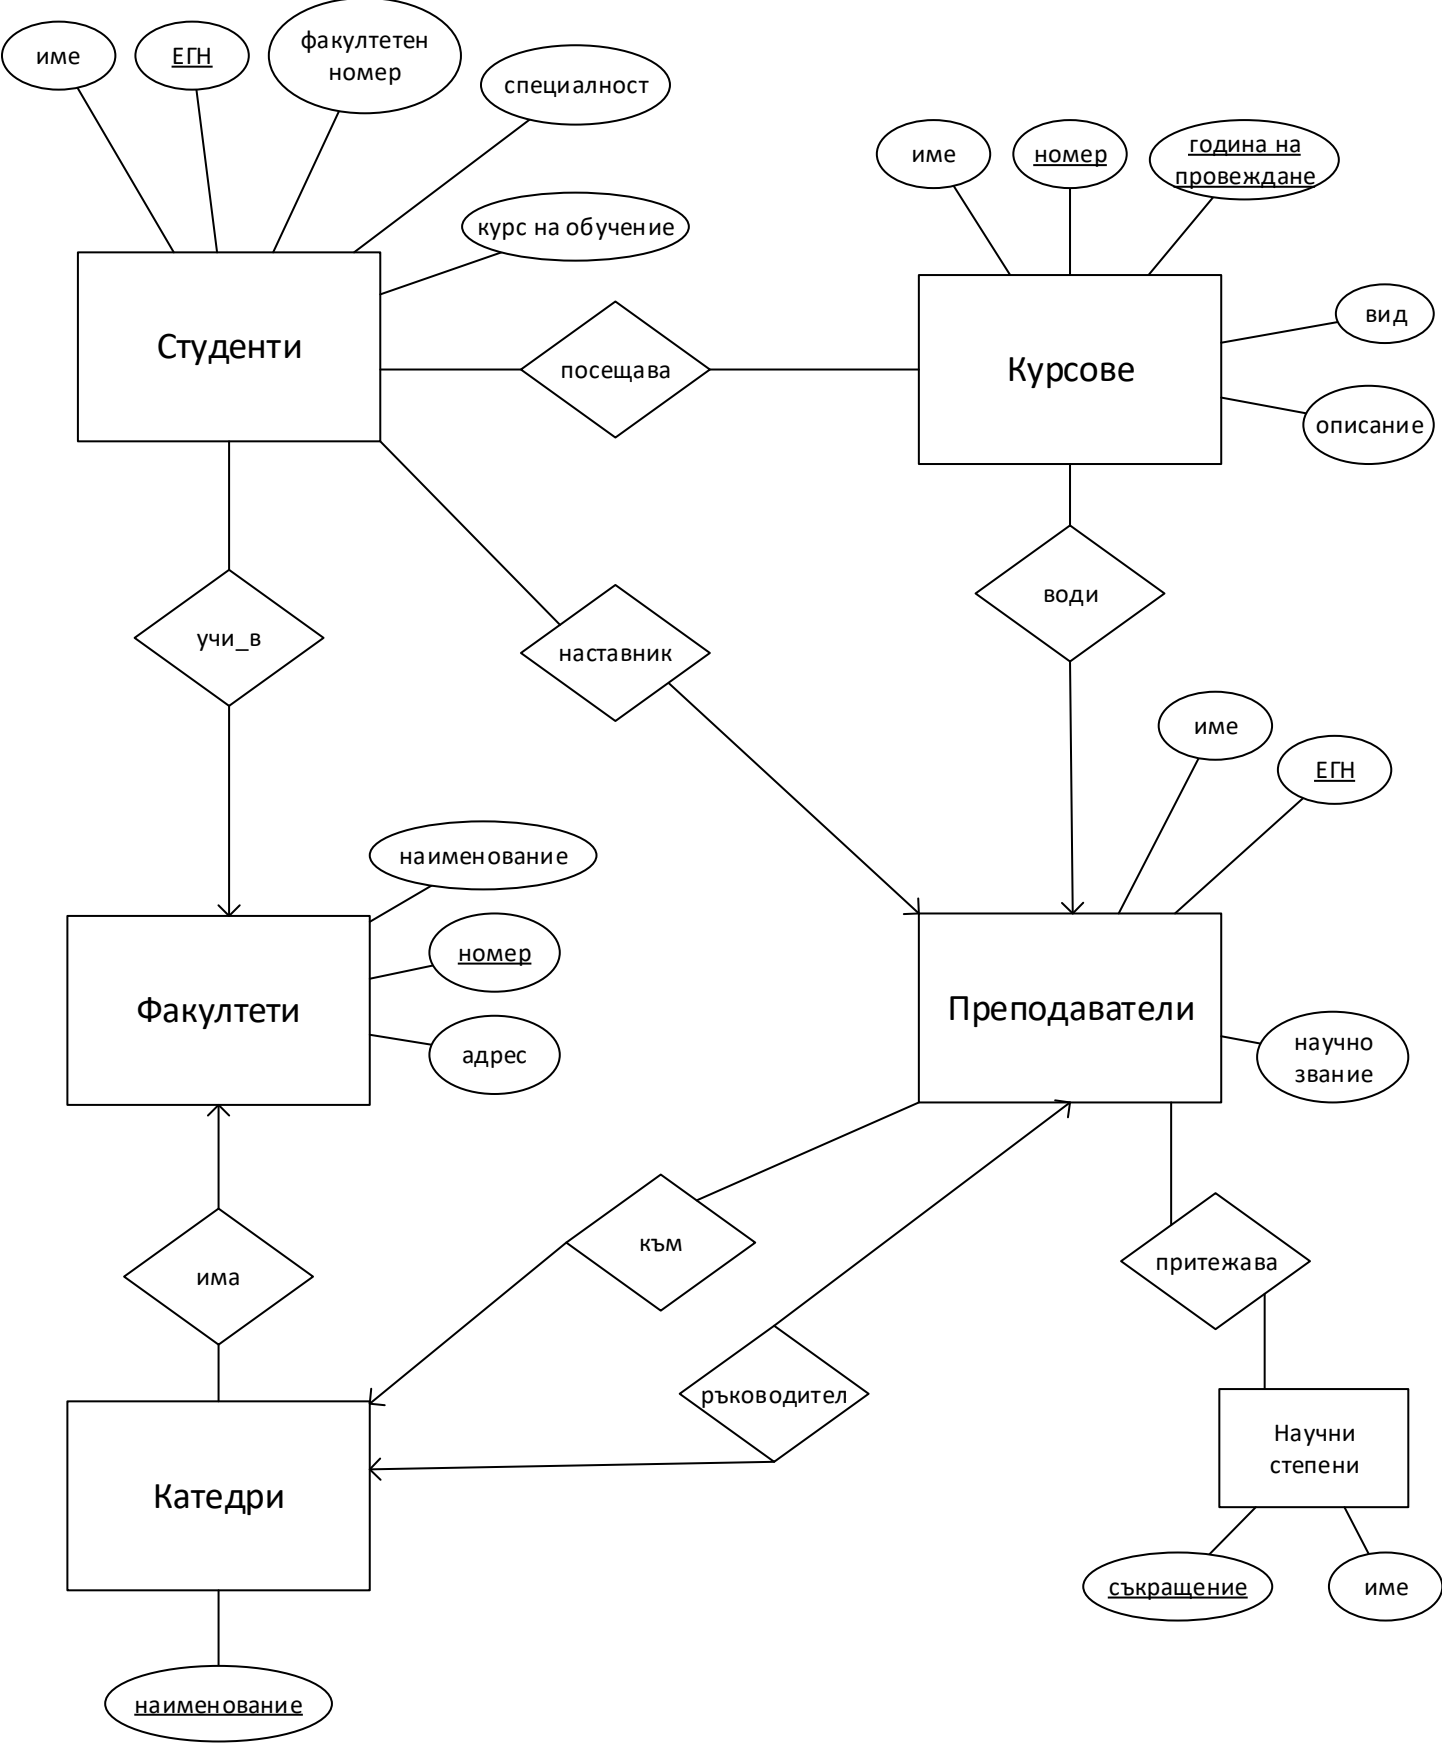 име
ЕГН
факултетен
номер
специалност
курс на обучение
име
номер
година на
провеждане
вид
описание
Студенти
посещава
Курсове
учи_в
наставник
води
име
ЕГН
наименование
номер
адрес
Факултети
Преподаватели
научно
звание
към
има
притежава
ръководител
Научни
степени
Катедри
съкращение
име
наименование